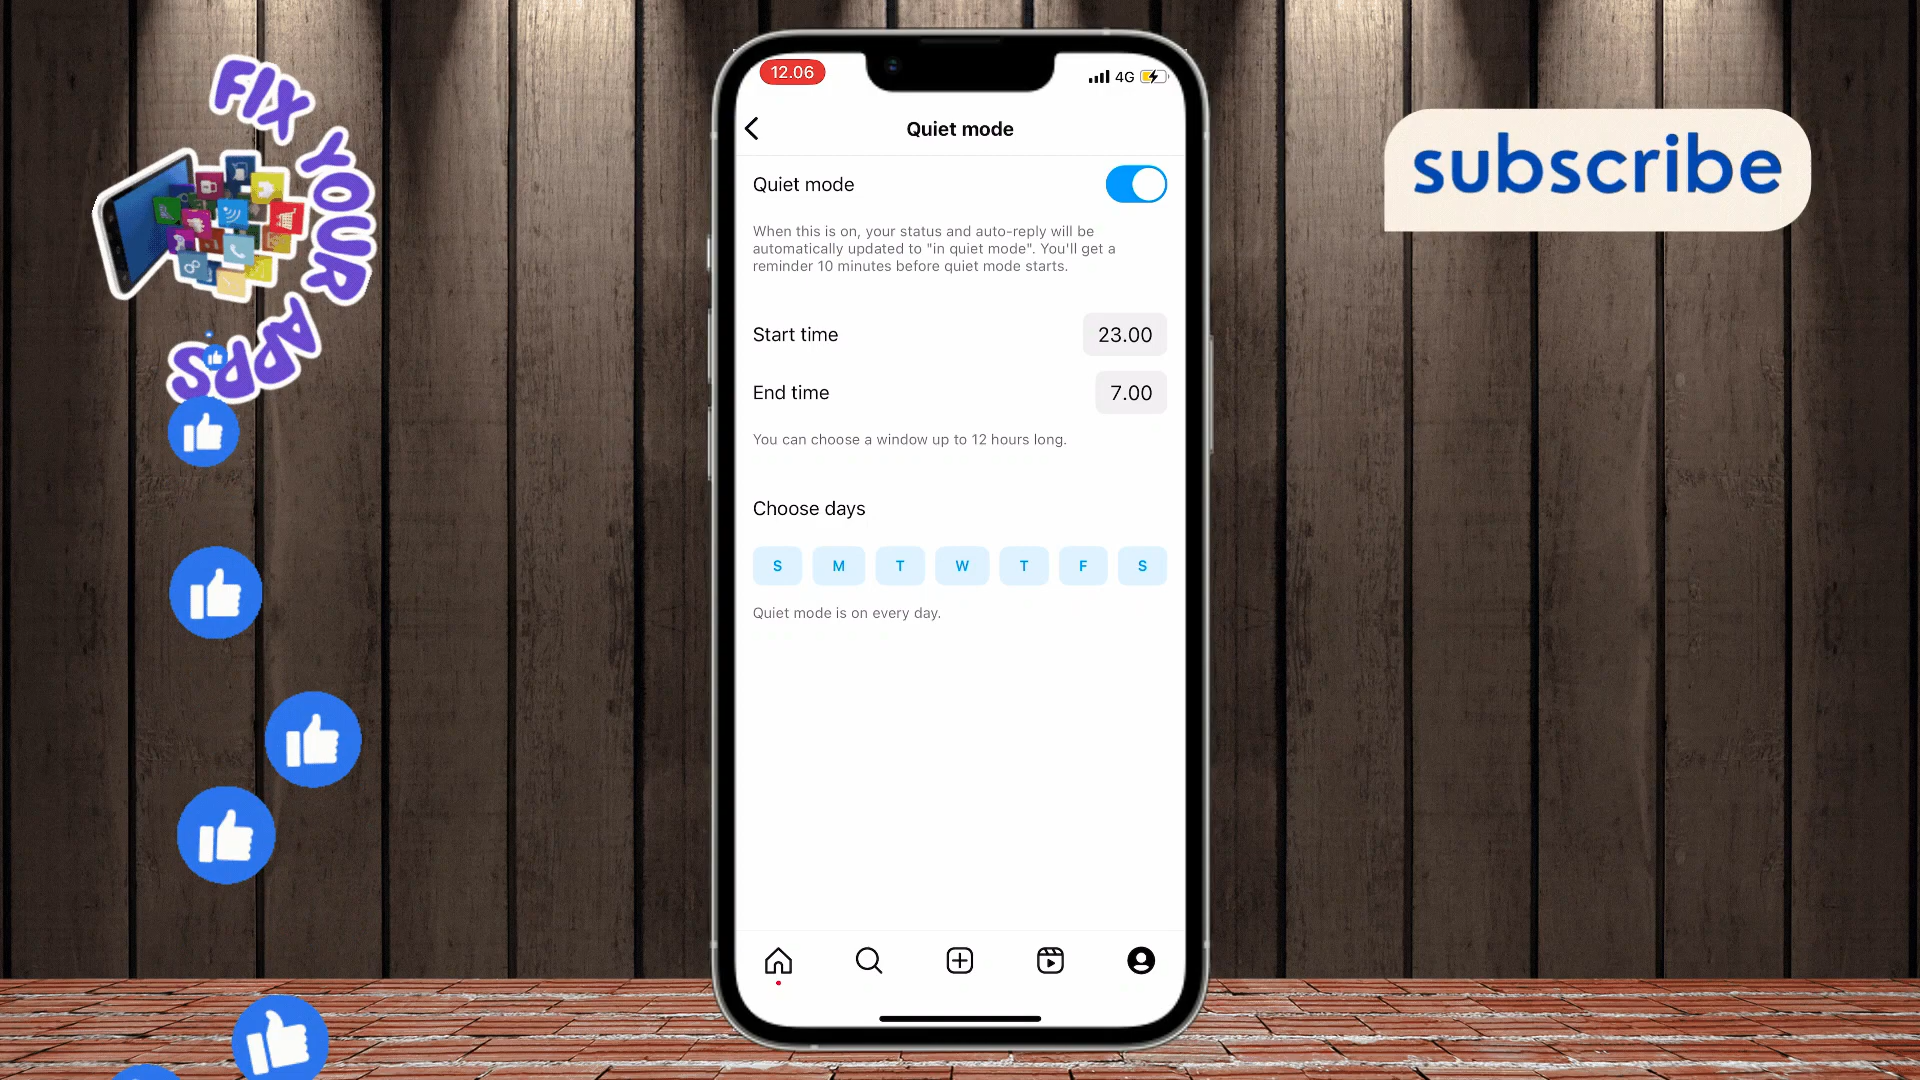 FIX YOUR APPS
subscribe
12.06
4G
Quiet mode
Quiet mode
When this is on, your status and auto-reply will be
automatically updated to "in quiet mode". You'll get a
reminder 10 minutes before quiet mode starts.
Start time
23.00
End time
7.00
You can choose a window up to 12 hours long.
Choose days
S M T W T F S
Quiet mode is on every day.